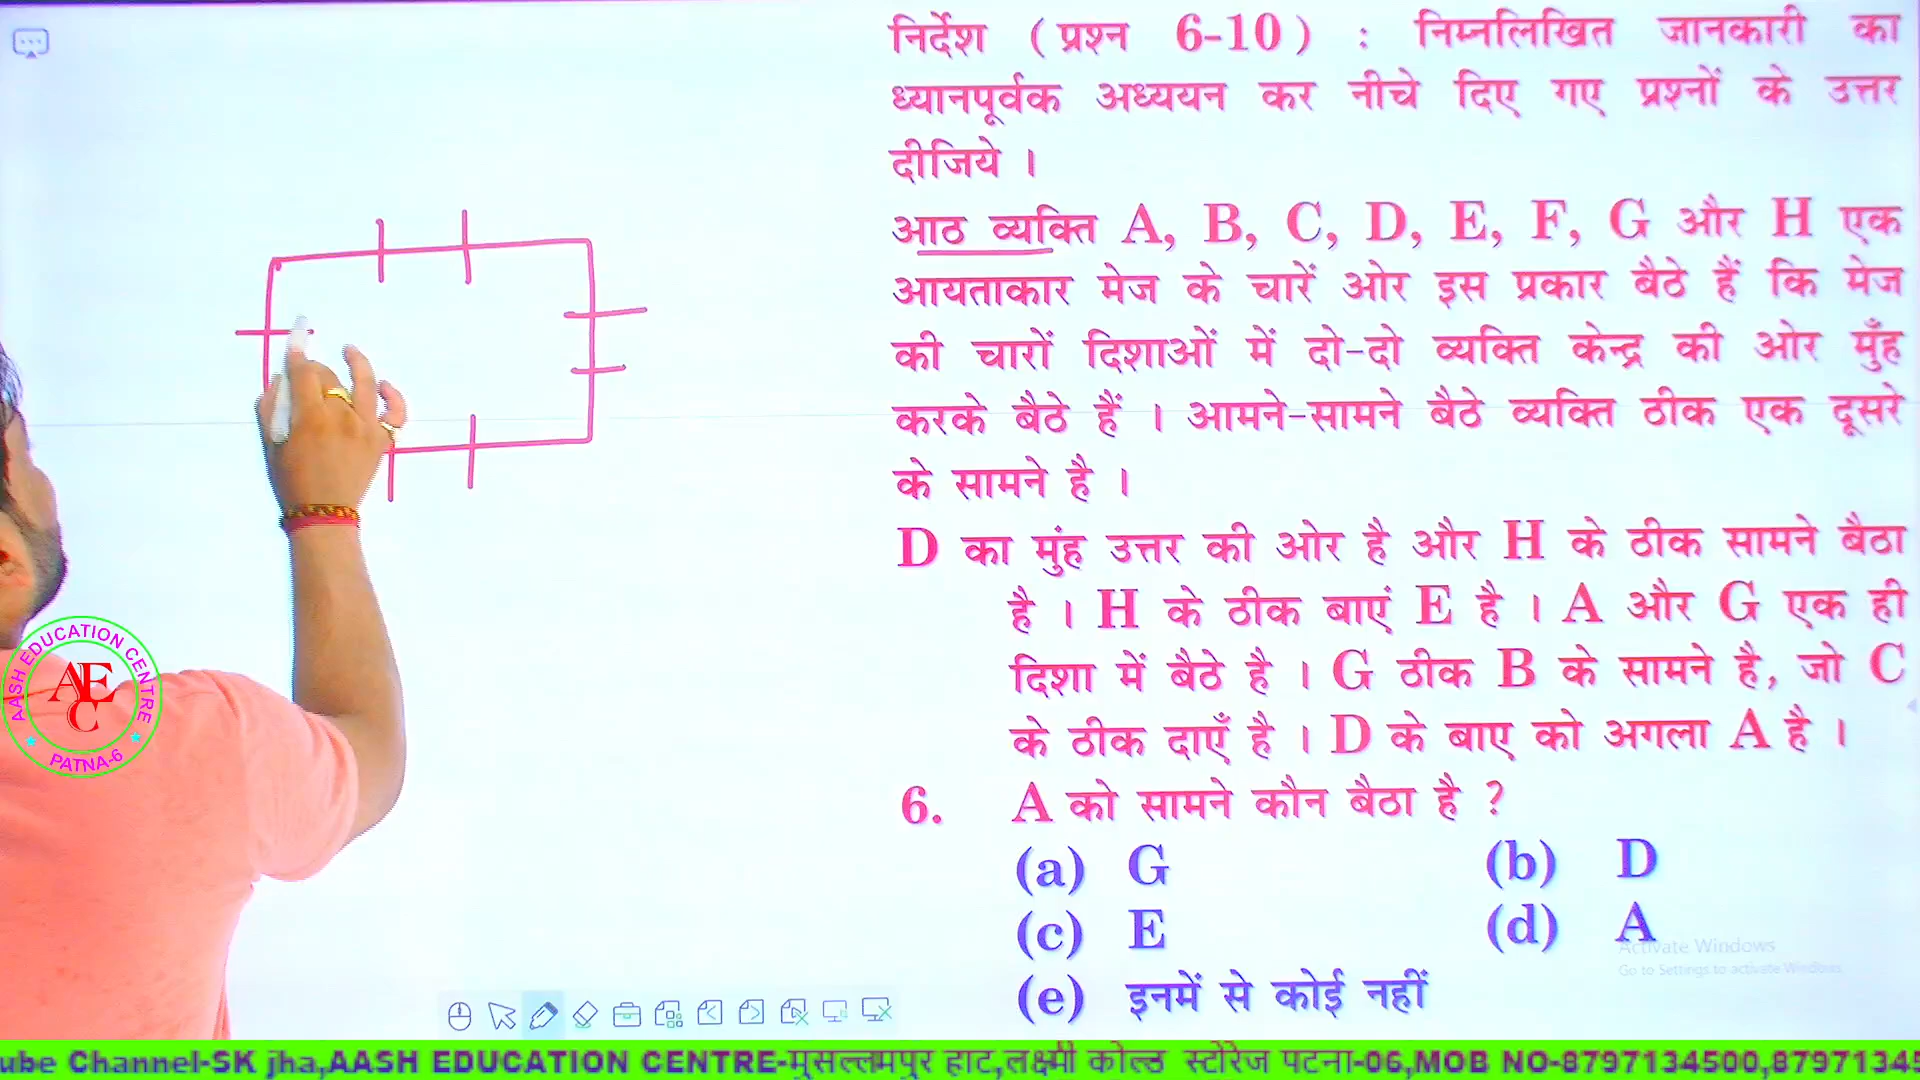 निर्देश (प्रश्न 6-10) : निम्नलिखित जानकारी का
ध्यानपूर्वक अध्ययन कर नीचे दिए गए प्रश्नों के उत्तर
दीजिये ।
आठ व्यक्ति A, B, C, D, E, F, G और H एक
आयताकार मेज के चारें ओर इस प्रकार बैठे हैं कि मेज
की चारों दिशाओं में दो-दो व्यक्ति केन्द्र की ओर मुँह
करके बैठे हैं । आमने-सामने बैठे व्यक्ति ठीक एक दूसरे
के सामने है ।
D का मुंह उत्तर की ओर है और H के ठीक सामने बैठा
है । H के ठीक बाएं E है । A और G एक ही
दिशा में बैठे है । G ठीक B के सामने है, जो C
के ठीक दाएँ है । D के बाए को अगला A है ।
6. A को सामने कौन बैठा है ?
(a) G (b) D
(c) E (d) A
(e) इनमें से कोई नहीं
Activate Windows
Go to Settings to activate Windows.
AASH EDUCATION CENTRE
AEC
PATNA-6
ube Channel-SK jha,AASH EDUCATION CENTRE-मुसल्लमपुर हाट,लक्ष्मी कोल्ड स्टोरेज पटना-06,MOB NO-8797134500,87971345